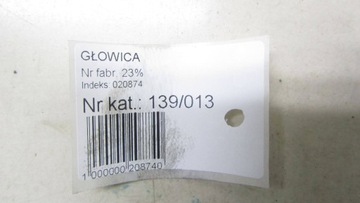 GŁOWICA
Nr fabr. 23%
Indeks: 020874
Nr kat.: 139/013
1 000000 208740